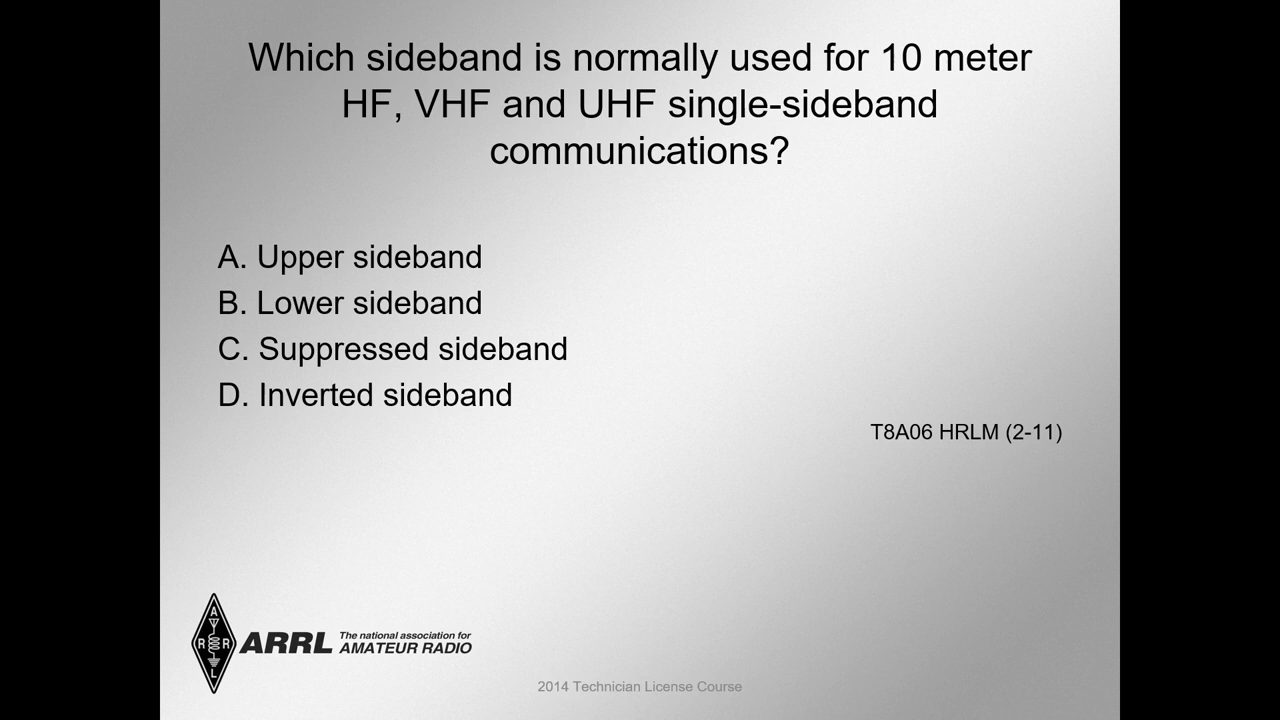 Which sideband is normally used for 10 meter
HF, VHF and UHF single-sideband
communications?
A. Upper sideband
B. Lower sideband
C. Suppressed sideband
D. Inverted sideband
T8A06 HRLM (2-11)
A
R R
L
ARRL
The national association for
AMATEUR RADIO
2014 Technician License Course